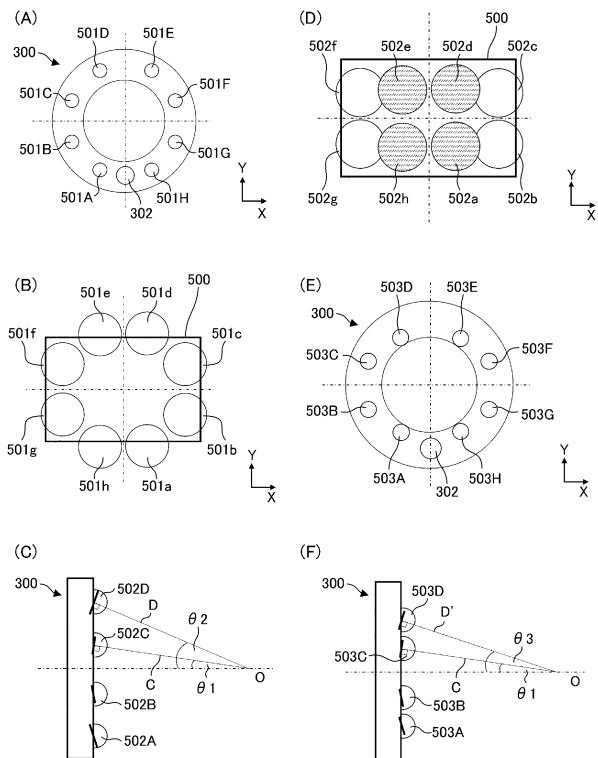 (A)
501D
501E
300
501C
501F
501B
501G
501A
302
501H
Y
X
(D)
500
502f
502e
502d
502c
502g
502h
502a
502b
Y
X
(B)
500
501e
501d
501f
501c
501g
501b
501h
501a
Y
X
(E)
503D
503E
300
503C
503F
503B
503G
503A
302
503H
Y
X
(C)
300
502D
D
θ2
502C
C
θ1
O
502B
502A
(F)
300
503D
D'
θ3
503C
C
θ1
O
503B
503A